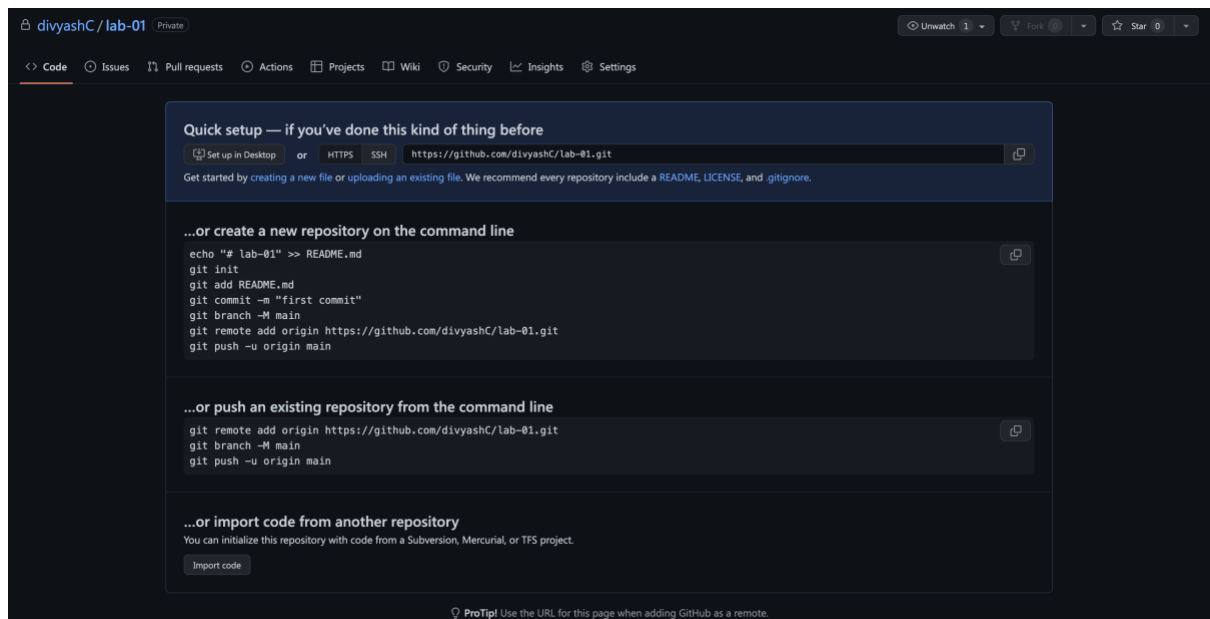 divyashC / lab-01 Private
Unwatch 1
Fork 0
Star 0
Code Issues Pull requests Actions Projects Wiki Security Insights Settings
Quick setup — if you've done this kind of thing before
Set up in Desktop or HTTPS SSH https://github.com/divyashC/lab-01.git
Get started by creating a new file or uploading an existing file. We recommend every repository include a README, LICENSE, and .gitignore.
...or create a new repository on the command line
echo "# lab-01" >> README.md
git init
git add README.md
git commit -m "first commit"
git branch -M main
git remote add origin https://github.com/divyashC/lab-01.git
git push -u origin main
...or push an existing repository from the command line
git remote add origin https://github.com/divyashC/lab-01.git
git branch -M main
git push -u origin main
...or import code from another repository
You can initialize this repository with code from a Subversion, Mercurial, or TFS project.
Import code
ProTip! Use the URL for this page when adding GitHub as a remote.